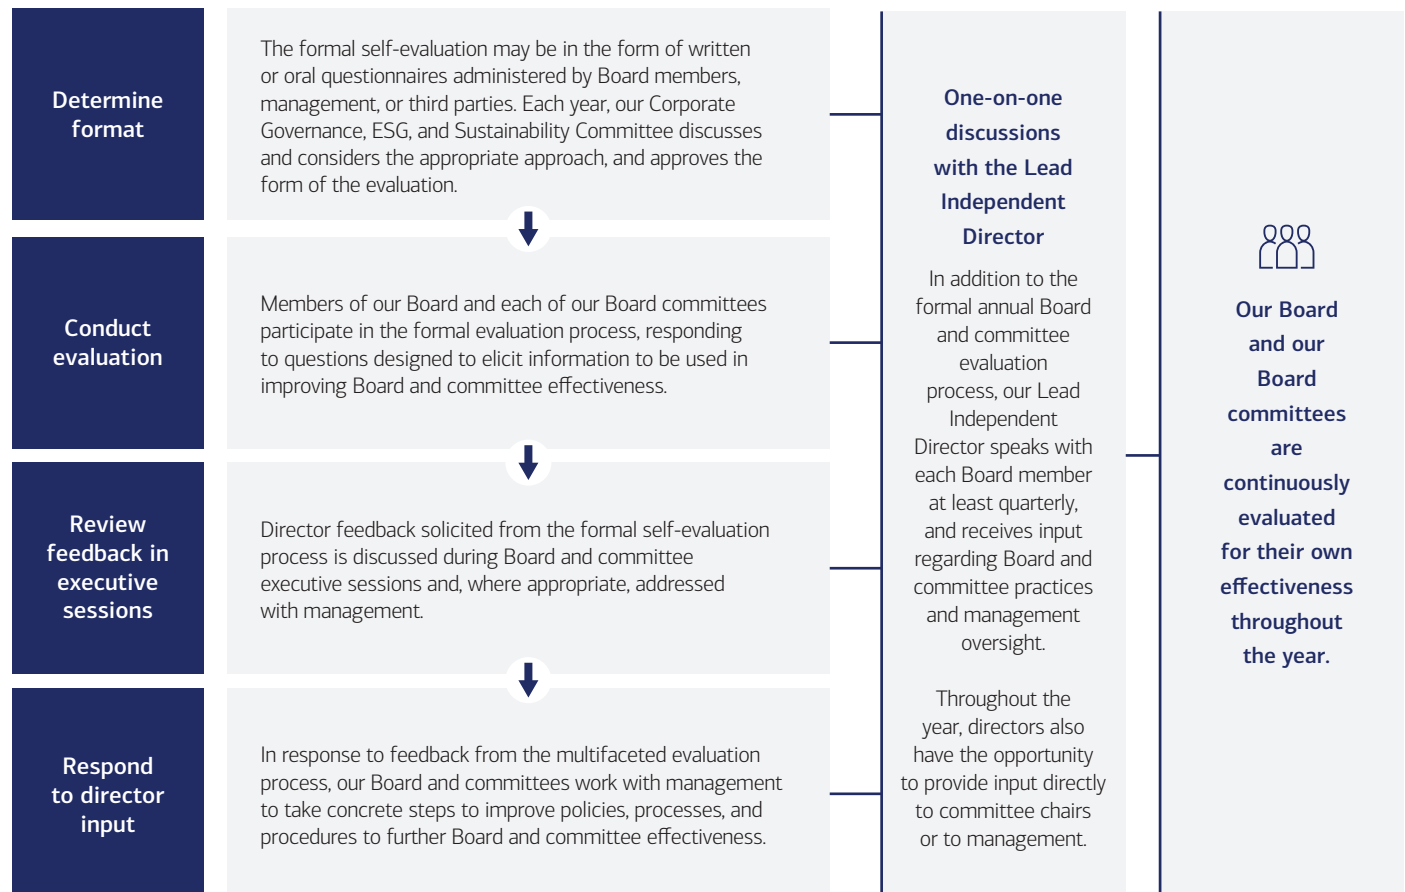 Determine
format
The formal self-evaluation may be in the form of written
or oral questionnaires administered by Board members,
management, or third parties. Each year, our Corporate
Governance, ESG, and Sustainability Committee discusses
and considers the appropriate approach, and approves the
form of the evaluation.
Conduct
evaluation
Members of our Board and each of our Board committees
participate in the formal evaluation process, responding
to questions designed to elicit information to be used in
improving Board and committee effectiveness.
Review
feedback in
executive
sessions
Director feedback solicited from the formal self-evaluation
process is discussed during Board and committee
executive sessions and, where appropriate, addressed
with management.
Respond
to director
input
In response to feedback from the multifaceted evaluation
process, our Board and committees work with management
to take concrete steps to improve policies, processes, and
procedures to further Board and committee effectiveness.
One-on-one
discussions
with the Lead
Independent
Director
In addition to the
formal annual Board
and committee
evaluation
process, our Lead
Independent
Director speaks with
each Board member
at least quarterly,
and receives input
regarding Board and
committee practices
and management
oversight.
Throughout the
year, directors also
have the opportunity
to provide input directly
to committee chairs
or to management.
Our Board
and our
Board
committees
are
continuously
evaluated
for their own
effectiveness
throughout
the year.